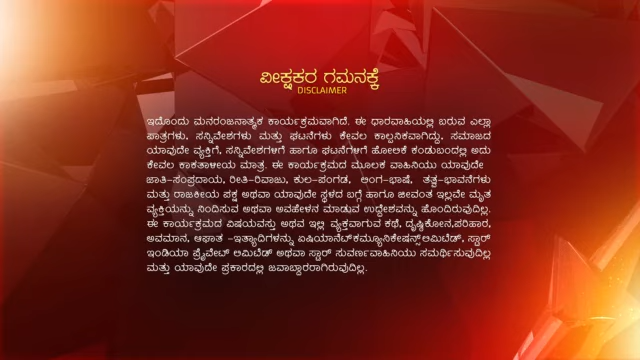 ವೀಕ್ಷಕರ ಗಮನಕ್ಕೆ
DISCLAIMER
ಇದೊಂದು ಮನರಂಜನಾತ್ಮಕ ಕಾರ್ಯಕ್ರಮವಾಗಿದೆ. ಈ ಧಾರಾವಾಹಿಯಲ್ಲಿ ಬರುವ ಎಲ್ಲಾ
ಪಾತ್ರಗಳು, ಸನ್ನಿವೇಶಗಳು ಮತ್ತು ಘಟನೆಗಳು ಕೇವಲ ಕಾಲ್ಪನಿಕವಾಗಿದ್ದು, ಸಮಾಜದ
ಯಾವುದೇ ವ್ಯಕ್ತಿಗೆ, ಸನ್ನಿವೇಶಗಳಿಗೆ ಹಾಗೂ ಘಟನೆಗಳಿಗೆ ಹೋಲಿಕೆ ಕಂಡುಬಂದಲ್ಲಿ ಅದು
ಕೇವಲ ಕಾಕತಾಳೀಯ ಮಾತ್ರ. ಈ ಕಾರ್ಯಕ್ರಮದ ಮೂಲಕ ವಾಹಿನಿಯು ಯಾವುದೇ
ಜಾತಿ-ಸಂಪ್ರದಾಯ, ರೀತಿ-ರಿವಾಜು, ಕುಲ-ಪಂಗಡ, ಲಿಂಗ-ಭಾಷೆ, ತತ್ವ-ಭಾವನೆಗಳು
ಮತ್ತು ರಾಜಕೀಯ ಪಕ್ಷ ಅಥವಾ ಯಾವುದೇ ಸ್ಥಳದ ಬಗ್ಗೆ ಹಾಗೂ ಜೀವಂತ ಇಲ್ಲವೇ ಮೃತ
ವ್ಯಕ್ತಿಯನ್ನು ನಿಂದಿಸುವ ಅಥವಾ ಅವಹೇಳನ ಮಾಡುವ ಉದ್ದೇಶವನ್ನು ಹೊಂದಿರುವುದಿಲ್ಲ.
ಈ ಕಾರ್ಯಕ್ರಮದ ವಿಷಯವಸ್ತು ಅಥವ ಇಲ್ಲಿ ವ್ಯಕ್ತವಾಗುವ ಕಥೆ, ದೃಷ್ಟಿಕೋನ,ಪರಿಹಾರ,
ಅವಮಾನ, ಆಘಾತ -ಇತ್ಯಾದಿಗಳನ್ನು ಏಷಿಯಾನೆಟ್‌ಕಮ್ಯೂನಿಕೇಷನ್ಸ್‌ಲಿಮಿಟೆಡ್, ಸ್ಟಾರ್
ಇಂಡಿಯಾ ಪ್ರೈವೇಟ್ ಲಿಮಿಟೆಡ್ ಅಥವಾ ಸ್ಟಾರ್ ಸುವರ್ಣವಾಹಿನಿಯು ಸಮರ್ಥಿಸುವುದಿಲ್ಲ
ಮತ್ತು ಯಾವುದೇ ಪ್ರಕಾರದಲ್ಲಿ ಜವಾಬ್ದಾರರಾಗಿರುವುದಿಲ್ಲ.